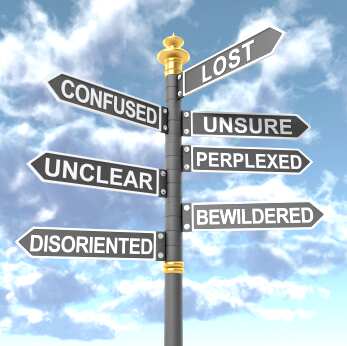 LOST
CONFUSED
UNSURE
PERPLEXED
UNCLEAR
BEWILDERED
DISORIENTED